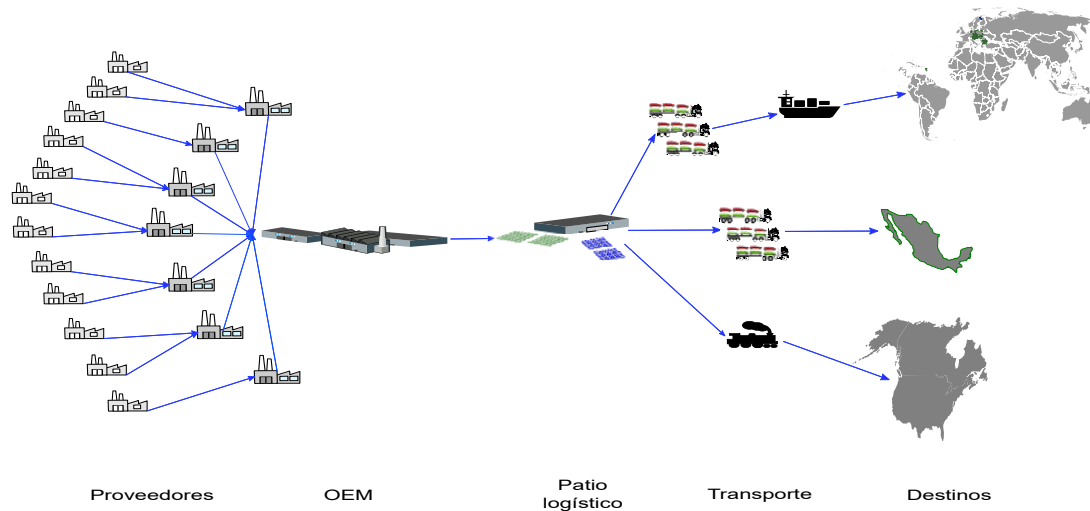 Proveedores
OEM
Patio
logístico
Transporte
Destinos